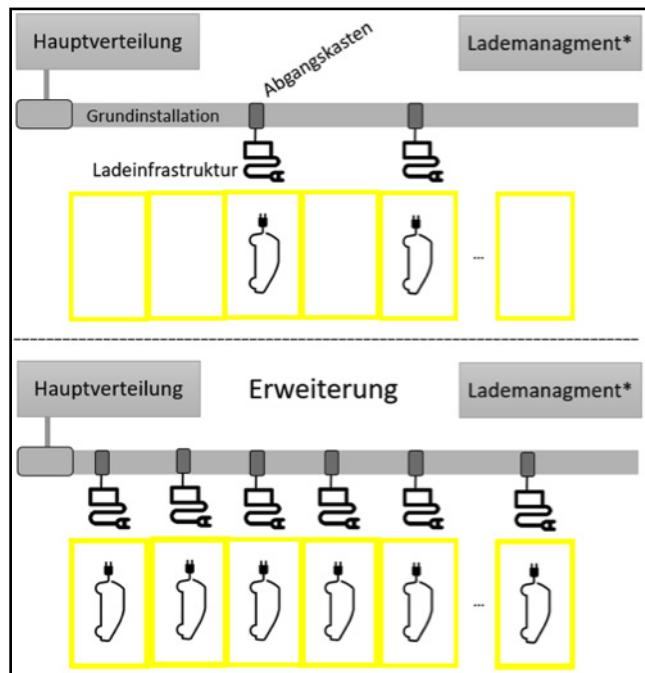 Hauptverteilung
Abgangskasten
Lademanagment*
Grundinstallation
Ladeinfrastruktur
...
Hauptverteilung
Erweiterung
Lademanagment*
...